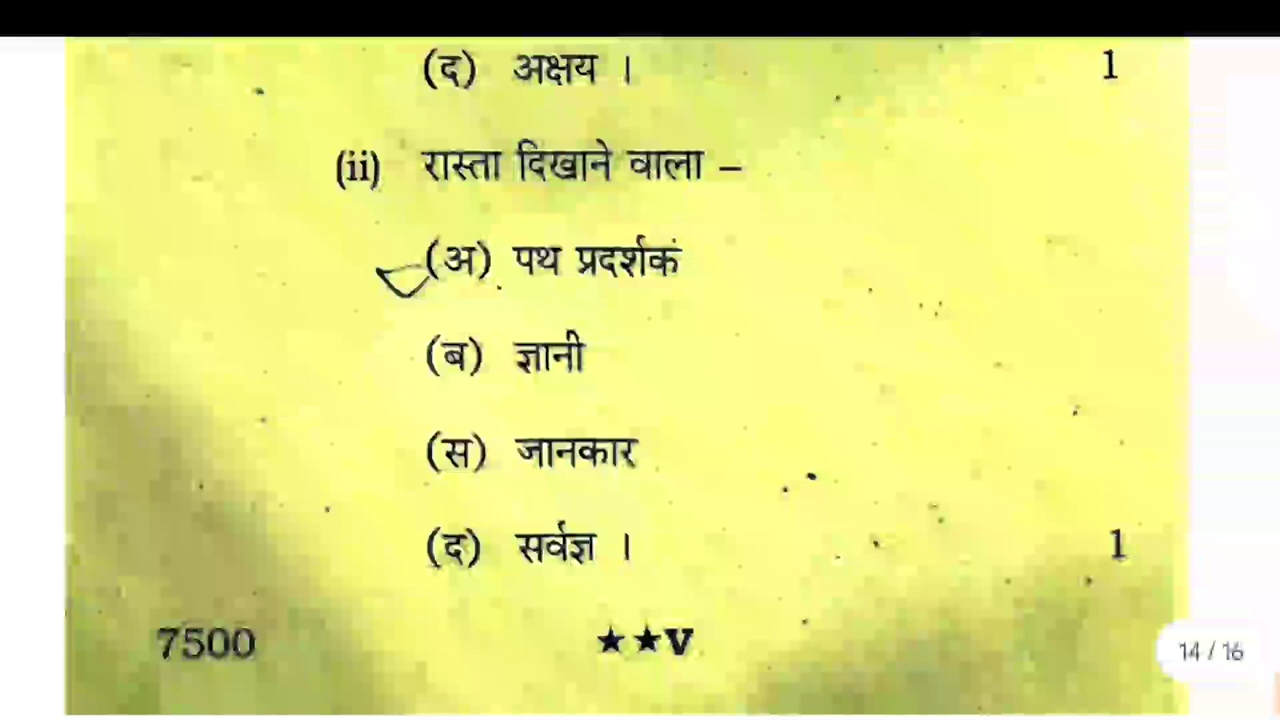 (द) अक्षय । 1
(ii) रास्ता दिखाने वाला –
(अ) पथ प्रदर्शक
(ब) ज्ञानी
(स) जानकार
(द) सर्वज्ञ । 1
7500 ★★V
14 / 16